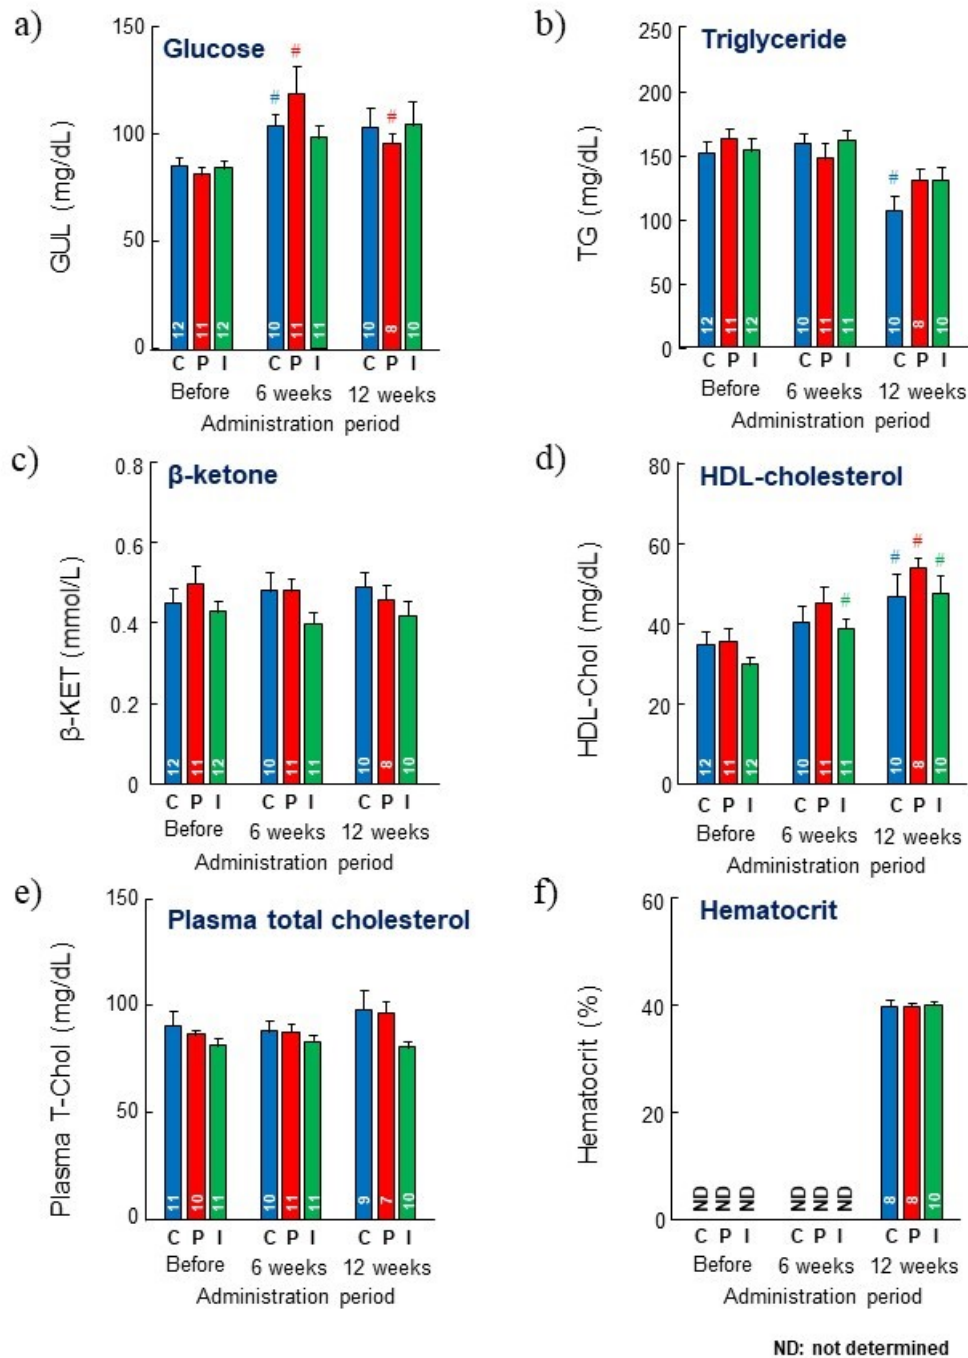 a)
Glucose
GUL (mg/dL)
150
100
50
0
# # #
12 11 12 10 11 11 10 8 10
C P I C P I C P I
Before 6 weeks 12 weeks
Administration period
b)
Triglyceride
TG (mg/dL)
250
200
150
100
50
0
#
12 11 12 10 11 11 10 8 10
C P I C P I C P I
Before 6 weeks 12 weeks
Administration period
c)
β-ketone
β-KET (mmol/L)
0.8
0.6
0.4
0.2
0
12 11 12 10 11 11 10 8 10
C P I C P I C P I
Before 6 weeks 12 weeks
Administration period
d)
HDL-cholesterol
HDL-Chol (mg/dL)
80
60
40
20
0
# # # #
12 11 12 10 11 11 10 8 10
C P I C P I C P I
Before 6 weeks 12 weeks
Administration period
e)
Plasma total cholesterol
Plasma T-Chol (mg/dL)
150
100
50
0
11 10 11 10 11 11 9 7 10
C P I C P I C P I
Before 6 weeks 12 weeks
Administration period
f)
Hematocrit
Hematocrit (%)
60
40
20
0
ND ND ND ND ND ND 8 8 10
C P I C P I C P I
Before 6 weeks 12 weeks
Administration period
ND: not determined